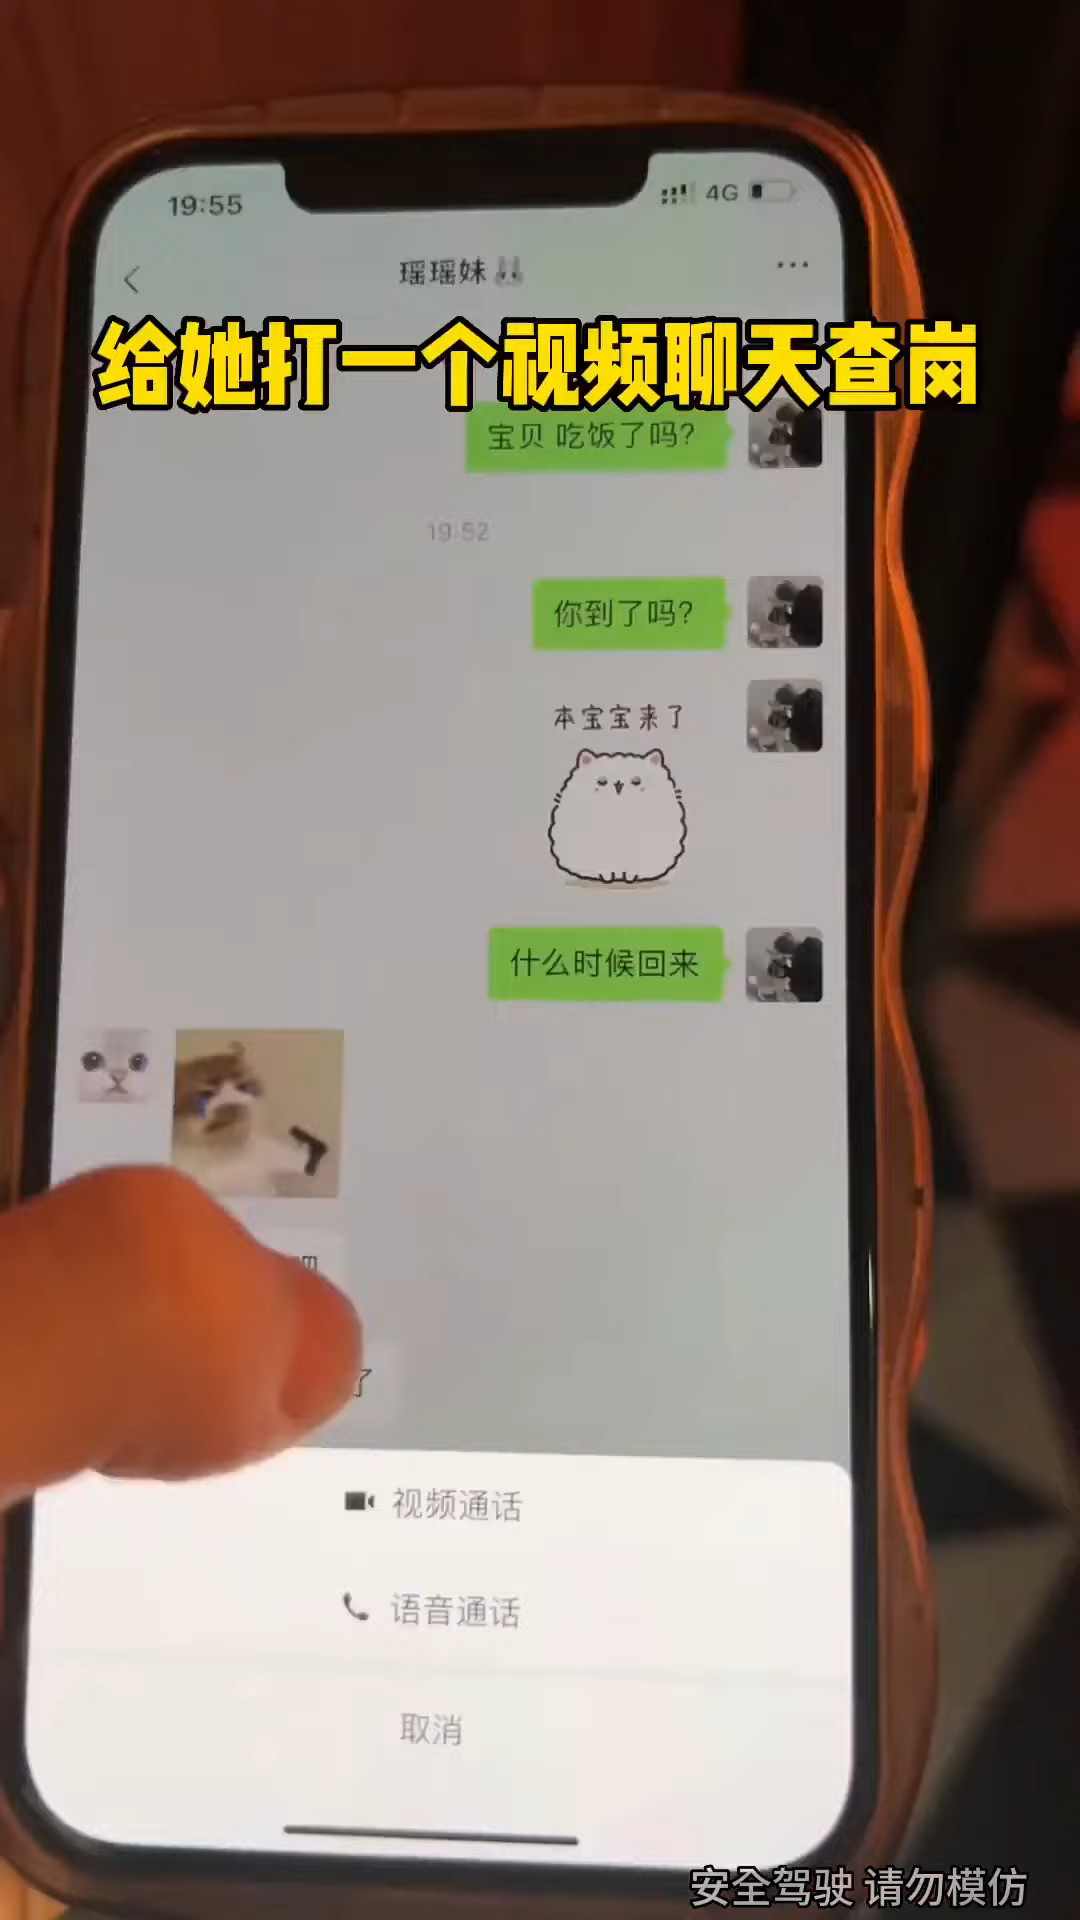 19:55
4G
瑶瑶妹
给她打一个视频聊天查岗
宝贝 吃饭了吗?
19:52
你到了吗?
本宝宝来了
什么时候回来
了
视频通话
语音通话
取消
安全驾驶 请勿模仿